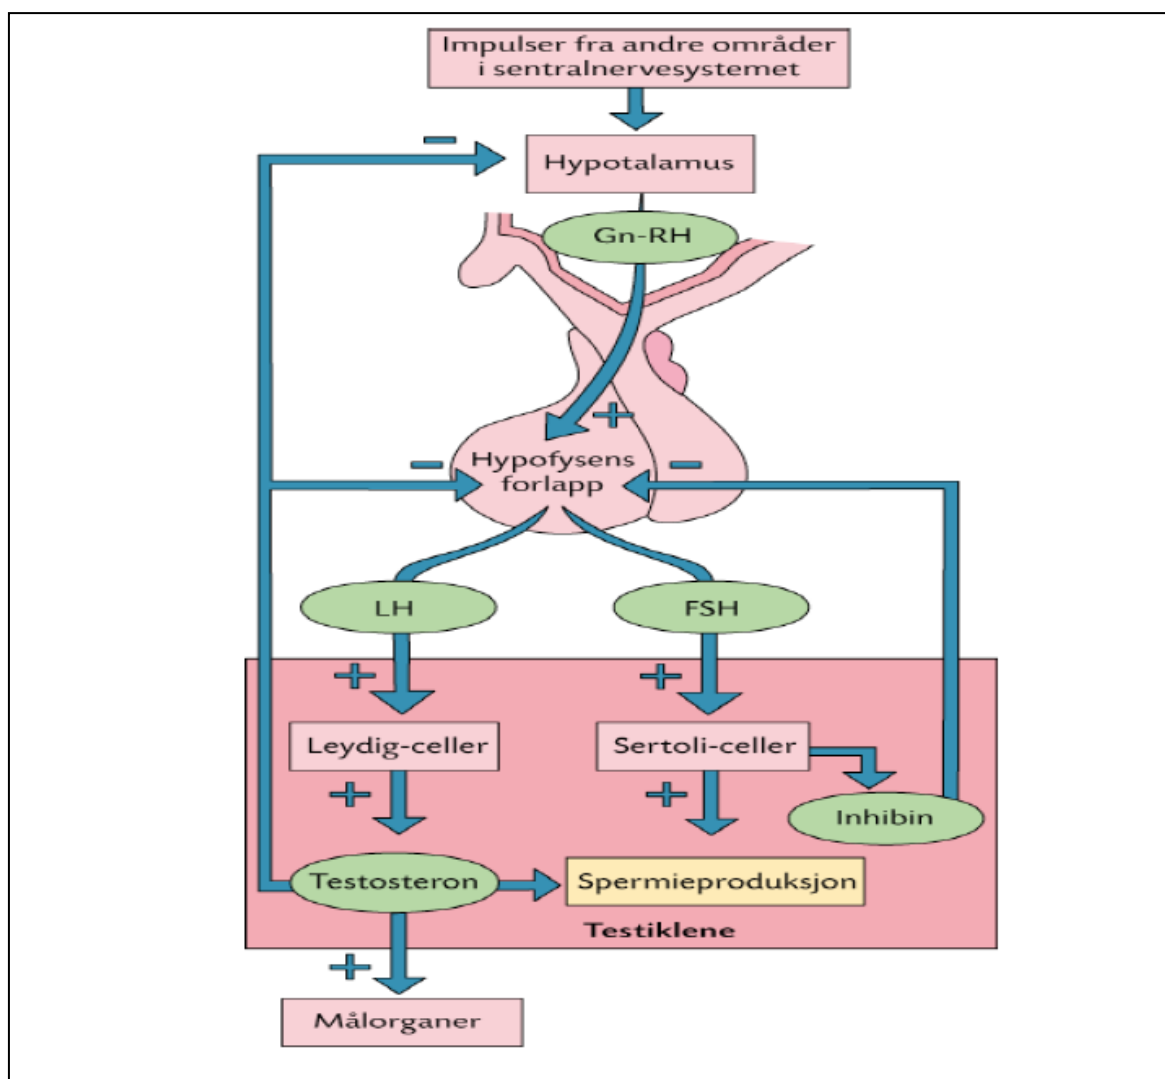 Impulser fra andre områder
i sentralnervesystemet
−
Hypotalamus
Gn-RH
+
− Hypofysens −
forlapp
LH
FSH
+
+
Leydig-celler
Sertoli-celler
+
+
Inhibin
Testosteron
Spermieproduksjon
Testiklene
+
Målorganer